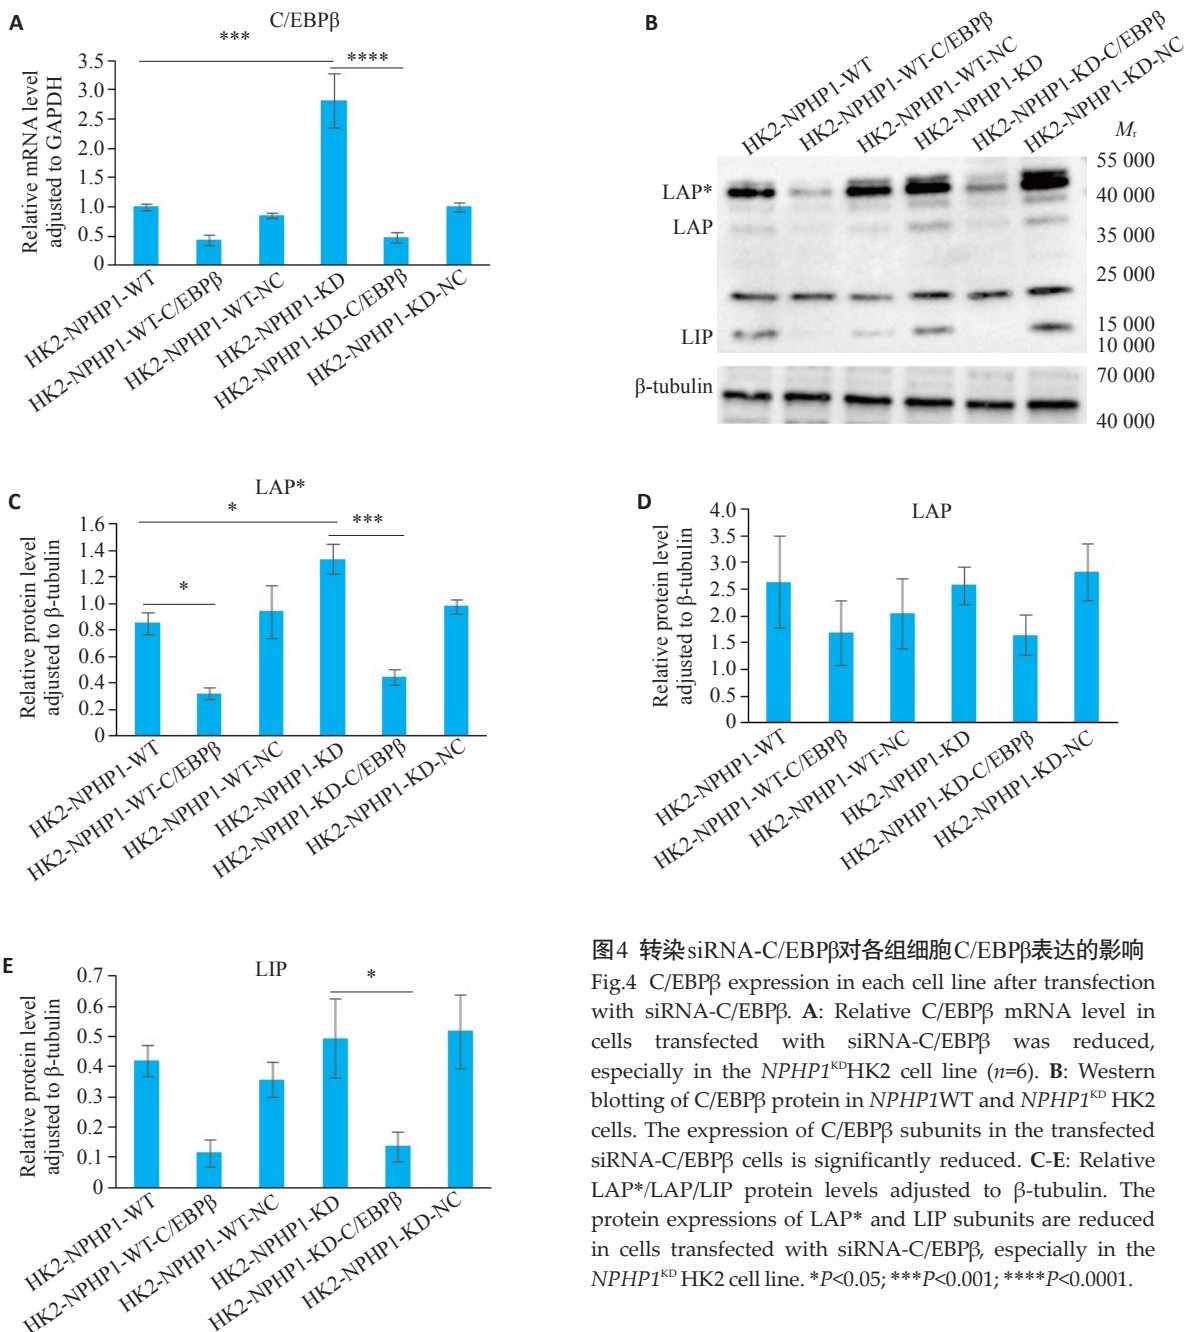 A
C/EBPβ
***
****
Relative mRNA level
adjusted to GAPDH
3.5
3.0
2.5
2.0
1.5
1.0
0.5
0
HK2-NPHP1-WT
HK2-NPHP1-WT-C/EBPβ
HK2-NPHP1-WT-NC
HK2-NPHP1-KD
HK2-NPHP1-KD-C/EBPβ
HK2-NPHP1-KD-NC
B
HK2-NPHP1-WT
HK2-NPHP1-WT-C/EBPβ
HK2-NPHP1-WT-NC
HK2-NPHP1-KD
HK2-NPHP1-KD-C/EBPβ
HK2-NPHP1-KD-NC
Mr
LAP*
LAP
LIP
β-tubulin
55 000
40 000
35 000
25 000
15 000
10 000
70 000
40 000
C
LAP*
*
***
*
Relative protein level
adjusted to β-tubulin
1.6
1.4
1.2
1.0
0.8
0.6
0.4
0.2
0
HK2-NPHP1-WT
HK2-NPHP1-WT-C/EBPβ
HK2-NPHP1-WT-NC
HK2-NPHP1-KD
HK2-NPHP1-KD-C/EBPβ
HK2-NPHP1-KD-NC
D
LAP
Relative protein level
adjusted to β-tubulin
4.0
3.5
3.0
2.5
2.0
1.5
1.0
0.5
0
HK2-NPHP1-WT
HK2-NPHP1-WT-C/EBPβ
HK2-NPHP1-WT-NC
HK2-NPHP1-KD
HK2-NPHP1-KD-C/EBPβ
HK2-NPHP1-KD-NC
E
LIP
*
Relative protein level
adjusted to β-tubulin
0.7
0.6
0.5
0.4
0.3
0.2
0.1
0
HK2-NPHP1-WT
HK2-NPHP1-WT-C/EBPβ
HK2-NPHP1-WT-NC
HK2-NPHP1-KD
HK2-NPHP1-KD-C/EBPβ
HK2-NPHP1-KD-NC
图4 转染siRNA-C/EBPβ对各组细胞C/EBPβ表达的影响
Fig.4 C/EBPβ expression in each cell line after transfection
with siRNA-C/EBPβ. A: Relative C/EBPβ mRNA level in
cells transfected with siRNA-C/EBPβ was reduced,
especially in the NPHP1KDHK2 cell line (n=6). B: Western
blotting of C/EBPβ protein in NPHP1WT and NPHP1KD HK2
cells. The expression of C/EBPβ subunits in the transfected
siRNA-C/EBPβ cells is significantly reduced. C-E: Relative
LAP*/LAP/LIP protein levels adjusted to β-tubulin. The
protein expressions of LAP* and LIP subunits are reduced
in cells transfected with siRNA-C/EBPβ, especially in the
NPHP1KD HK2 cell line. *P<0.05; ***P<0.001; ****P<0.0001.